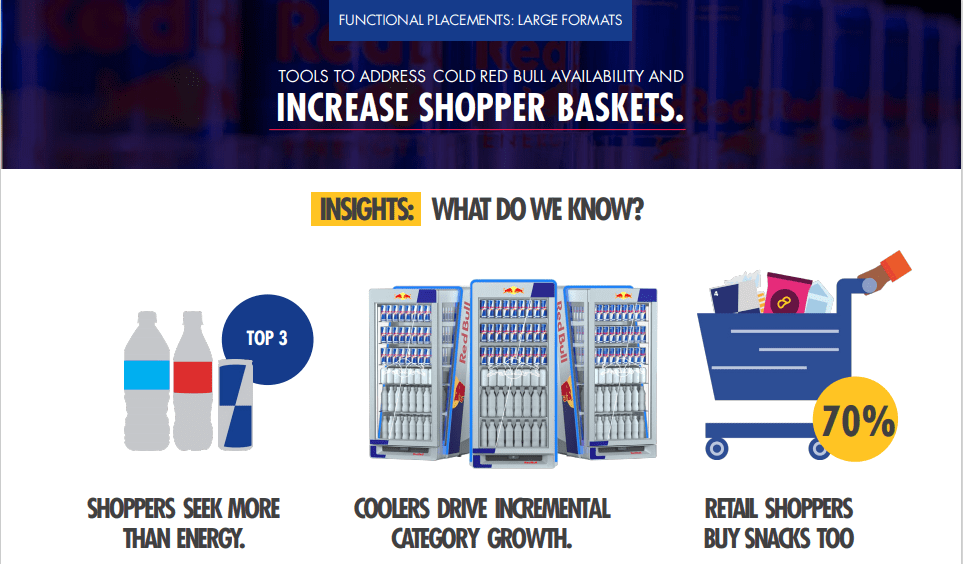 FUNCTIONAL PLACEMENTS: LARGE FORMATS
TOOLS TO ADDRESS COLD RED BULL AVAILABILITY AND
INCREASE SHOPPER BASKETS.
INSIGHTS: WHAT DO WE KNOW?
TOP 3
Red Bull
Red Bull
70%
SHOPPERS SEEK MORE
THAN ENERGY.
COOLERS DRIVE INCREMENTAL
CATEGORY GROWTH.
RETAIL SHOPPERS
BUY SNACKS TOO